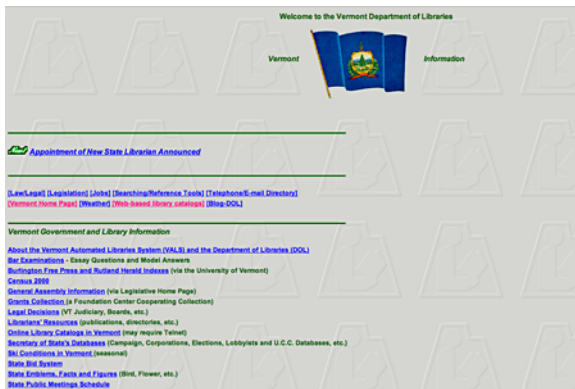 Welcome to the Vermont Department of Libraries
Vermont Information
Appointment of New State Librarian Announced
[Law/Legal] [Legislation] [Jobs] [Searching/Reference Tools] [Telephone/E-mail Directory]
[Vermont Home Page] [Weather] [Web-based library catalogs] [Blog-DOL]
Vermont Government and Library Information
About the Vermont Automated Libraries System (VALS) and the Department of Libraries (DOL)
Bar Examinations - Essay Questions and Model Answers
Burlington Free Press and Rutland Herald Indexes (via the University of Vermont)
Census 2000
General Assembly Information (via Legislative Home Page)
Grants Collection (a Foundation Center Cooperating Collection)
Legal Decisions (VT Judiciary, Boards, etc.)
Librarians' Resources (publications, directories, etc.)
Online Library Catalogs in Vermont (may require Telnet)
Secretary of State's Databases (Campaign, Corporations, Elections, Lobbyists and U.C.C. Databases, etc.)
Ski Conditions in Vermont (seasonal)
State Bid System
State Emblems, Facts and Figures (Bird, Flower, etc.)
State Public Meetings Schedule